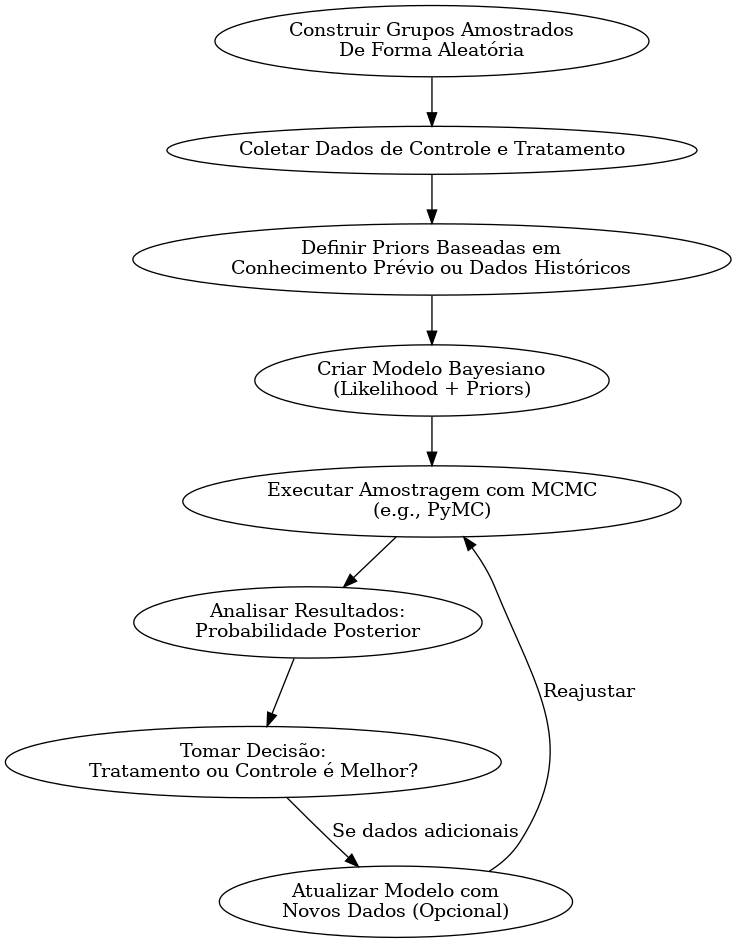 Construir Grupos Amostrados
De Forma Aleatória
Coletar Dados de Controle e Tratamento
Definir Priors Baseadas em
Conhecimento Prévio ou Dados Históricos
Criar Modelo Bayesiano
(Likelihood + Priors)
Executar Amostragem com MCMC
(e.g., PyMC)
Analisar Resultados:
Probabilidade Posterior
Reajustar
Tomar Decisão:
Tratamento ou Controle é Melhor?
Se dados adicionais
Atualizar Modelo com
Novos Dados (Opcional)